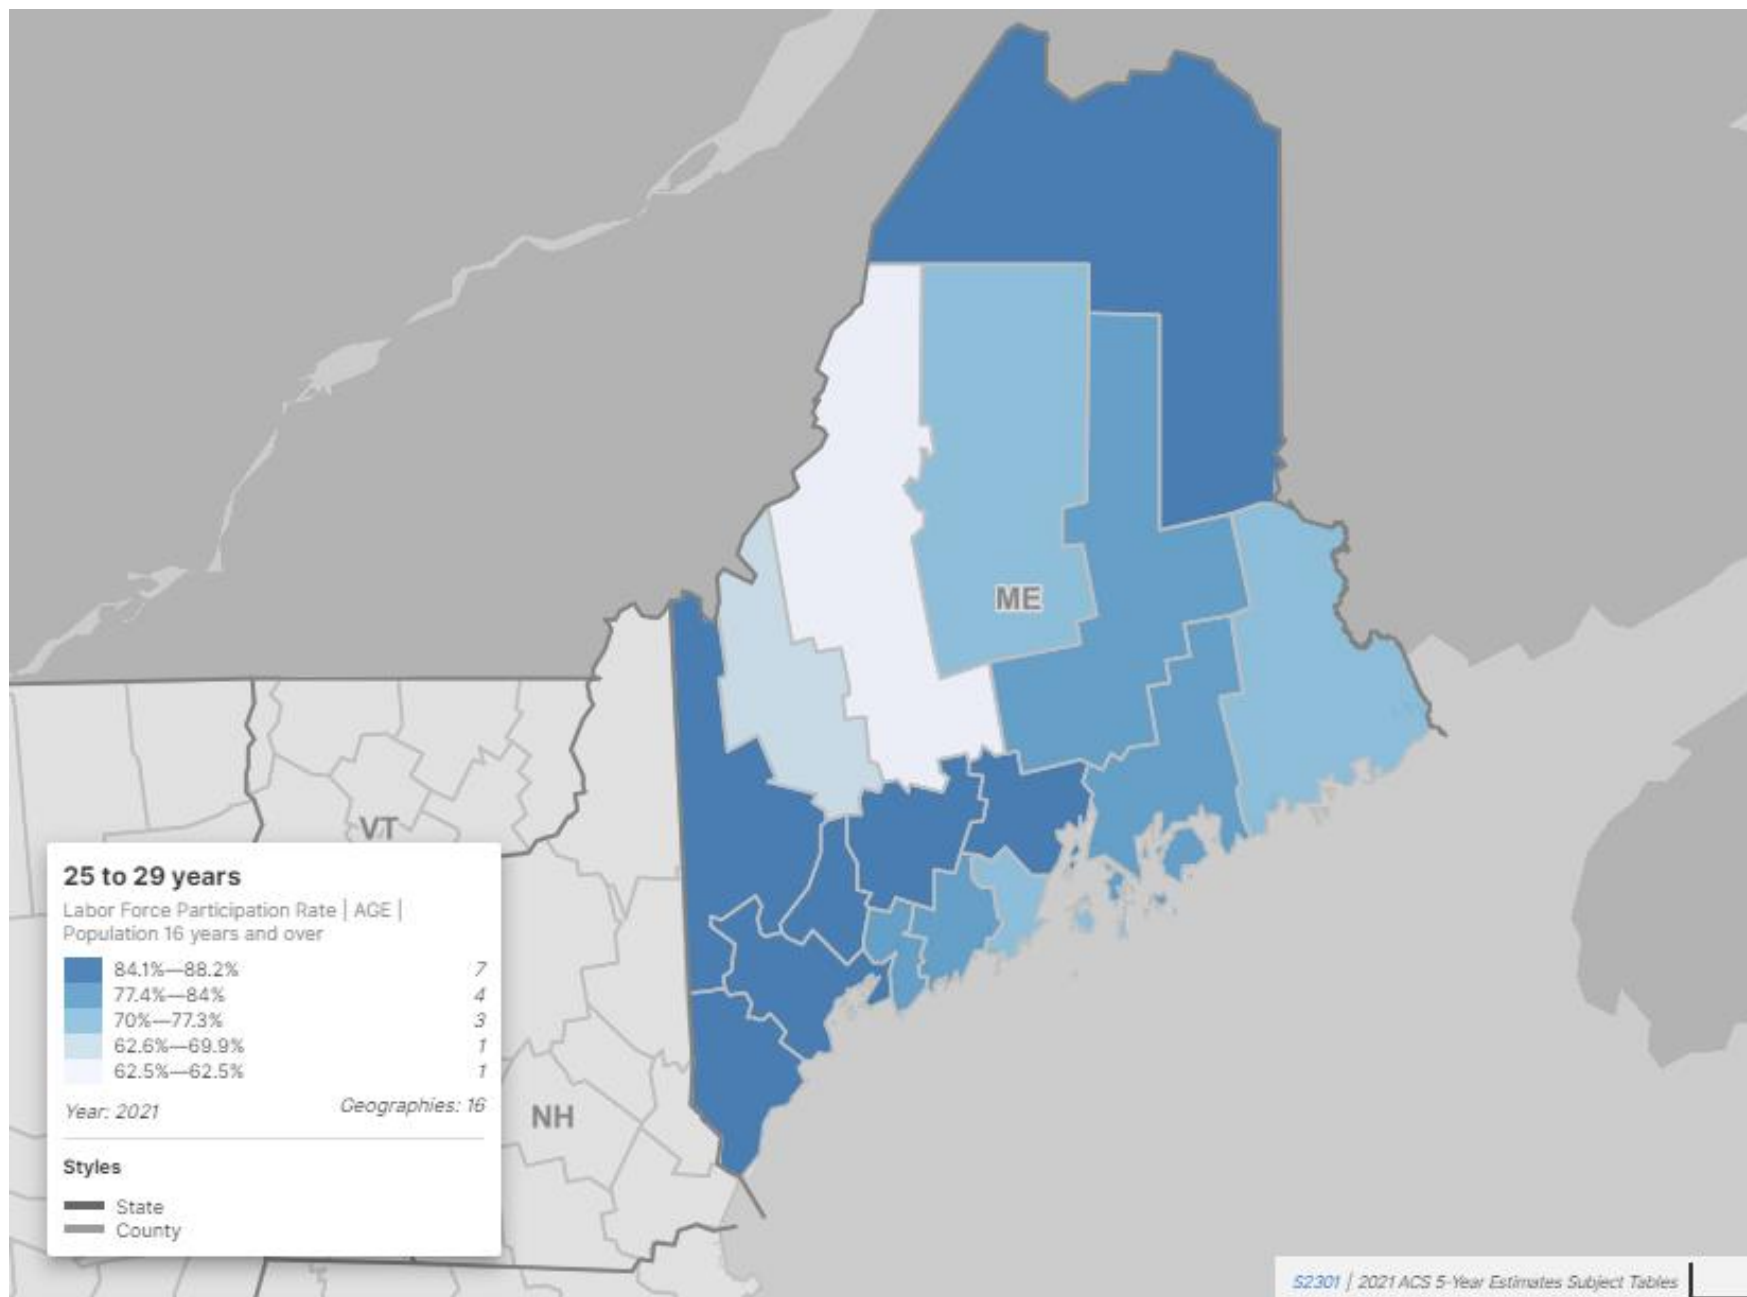 ME
VT
25 to 29 years
Labor Force Participation Rate | AGE |
Population 16 years and over
84.1%—88.2% 7
77.4%—84% 4
70%—77.3% 3
62.6%—69.9% 1
62.5%—62.5% 1
Year: 2021 Geographies: 16
Styles
State
County
NH
S2301 | 2021 ACS 5-Year Estimates Subject Tables